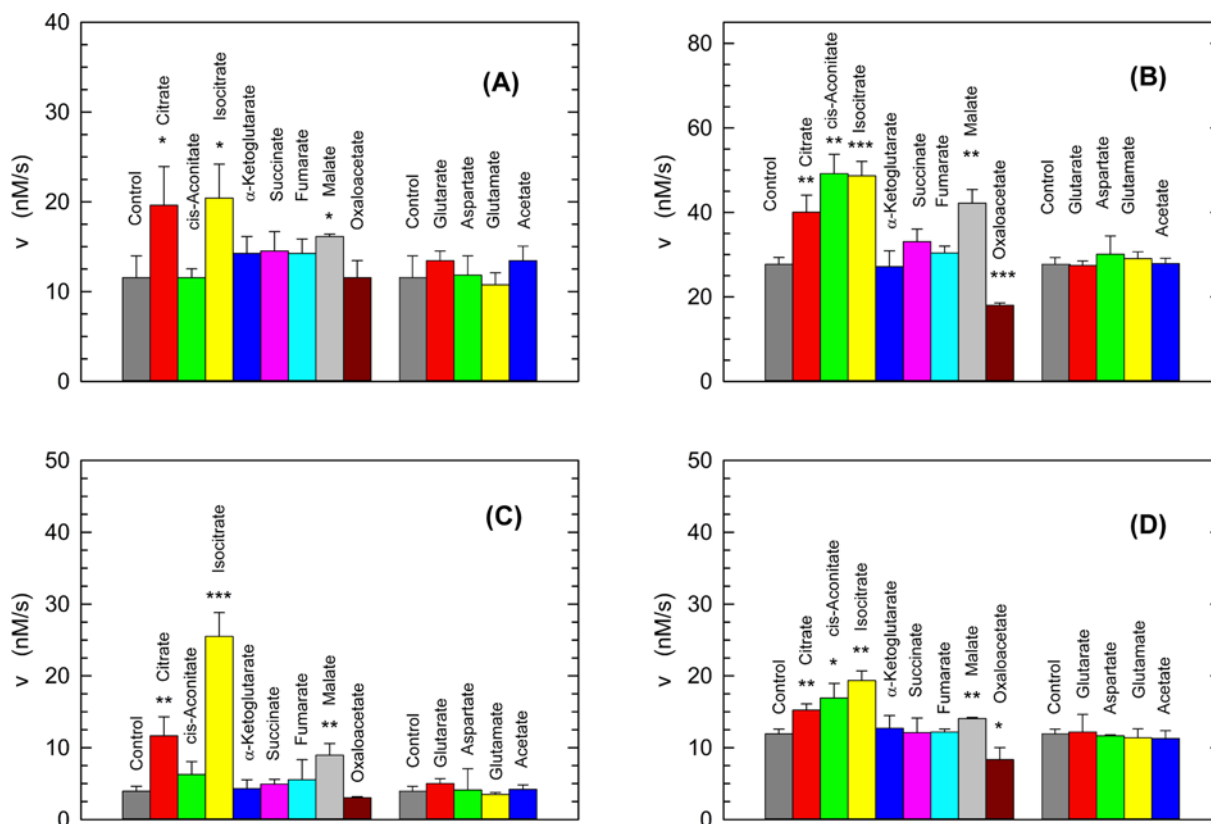 (A)
v (nM/s)
40
30
20
10
0
Control
* Citrate
cis-Aconitate
* Isocitrate
α-Ketoglutarate
Succinate
Fumarate
* Malate
Oxaloacetate
Control
Glutarate
Aspartate
Glutamate
Acetate
(B)
v (nM/s)
80
60
40
20
0
Control
** Citrate
** cis-Aconitate
*** Isocitrate
α-Ketoglutarate
Succinate
Fumarate
** Malate
*** Oxaloacetate
Control
Glutarate
Aspartate
Glutamate
Acetate
(C)
v (nM/s)
50
40
30
20
10
0
Control
** Citrate
cis-Aconitate
*** Isocitrate
α-Ketoglutarate
Succinate
Fumarate
** Malate
Oxaloacetate
Control
Glutarate
Aspartate
Glutamate
Acetate
(D)
v (nM/s)
50
40
30
20
10
0
Control
** Citrate
* cis-Aconitate
** Isocitrate
α-Ketoglutarate
Succinate
Fumarate
** Malate
* Oxaloacetate
Control
Glutarate
Aspartate
Glutamate
Acetate